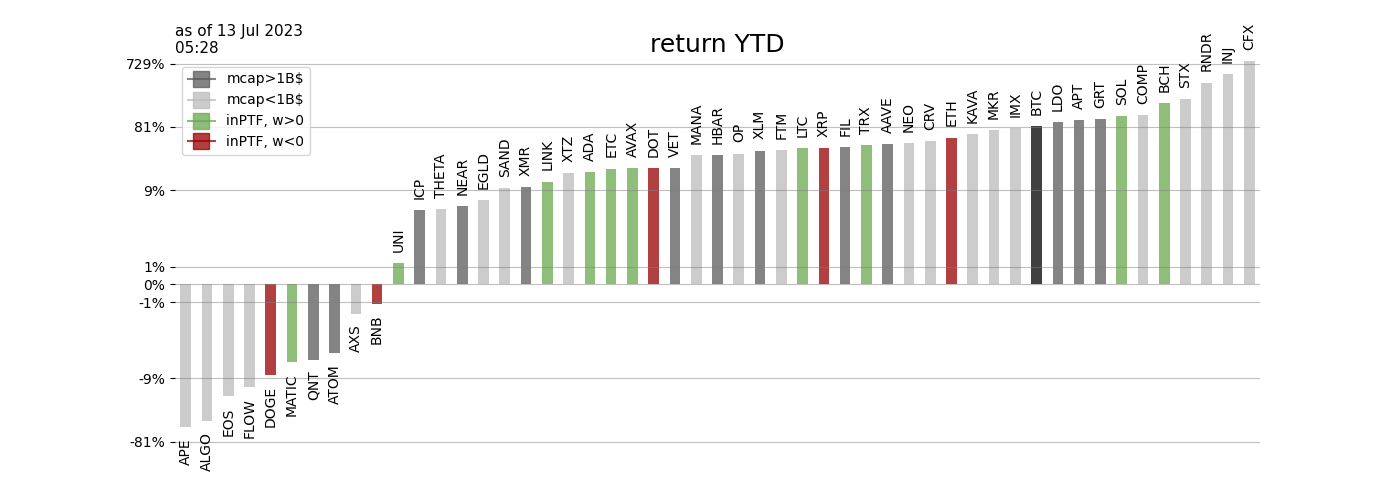 as of 13 Jul 2023
05:28
return YTD
729%
81%
9%
1%
0%
-1%
-9%
-81%
mcap>1B$
mcap<1B$
inPTF, w>0
inPTF, w<0
APE
ALGO
EOS
FLOW
DOGE
MATIC
QNT
ATOM
AXS
BNB
UNI
ICP
THETA
NEAR
EGLD
SAND
XMR
LINK
XTZ
ADA
ETC
AVAX
DOT
VET
MANA
HBAR
OP
XLM
FTM
LTC
XRP
FIL
TRX
AAVE
NEO
CRV
ETH
KAVA
MKR
IMX
BTC
LDO
APT
GRT
SOL
COMP
BCH
STX
RNDR
INJ
CFX